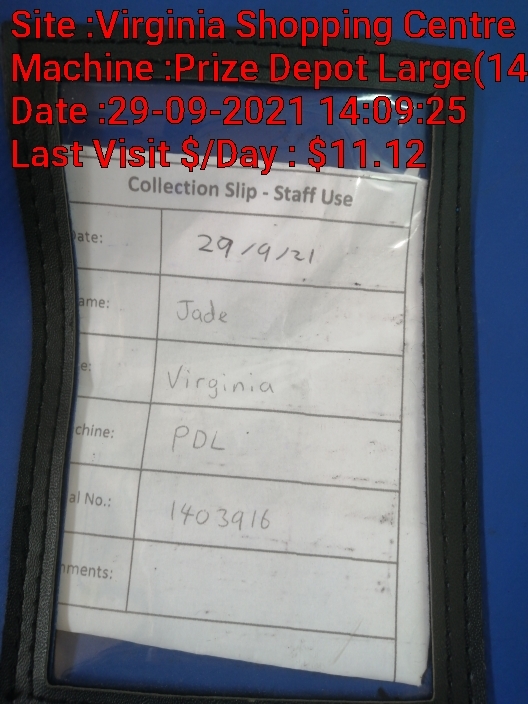 Site :Virginia Shopping Centre
Machine :Prize Depot Large(14
Date :29-09-2021 14:09:25
Last Visit $/Day : $11.12
Collection Slip - Staff Use
ate: 29/9/21
ame: Jade
e: Virginia
chine: PDL
al No.: 1403916
nments: